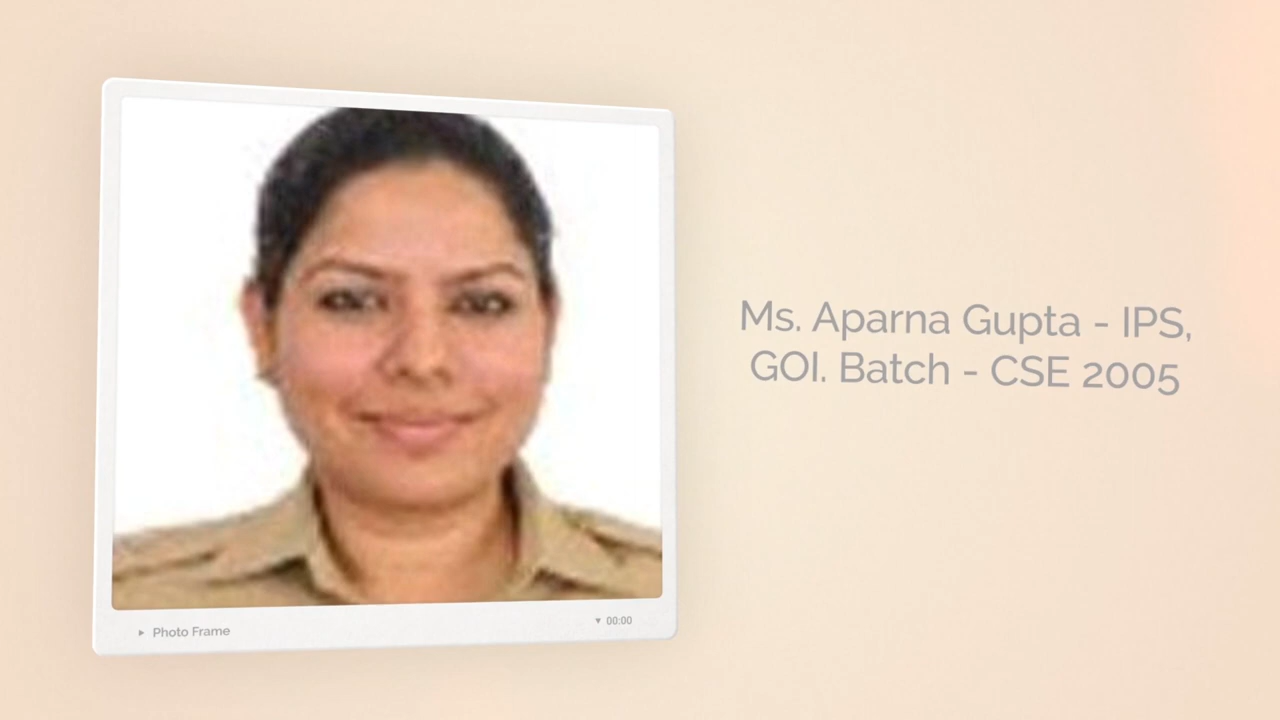 Ms. Aparna Gupta - IPS,
GOI. Batch - CSE 2005
Photo Frame
00:00